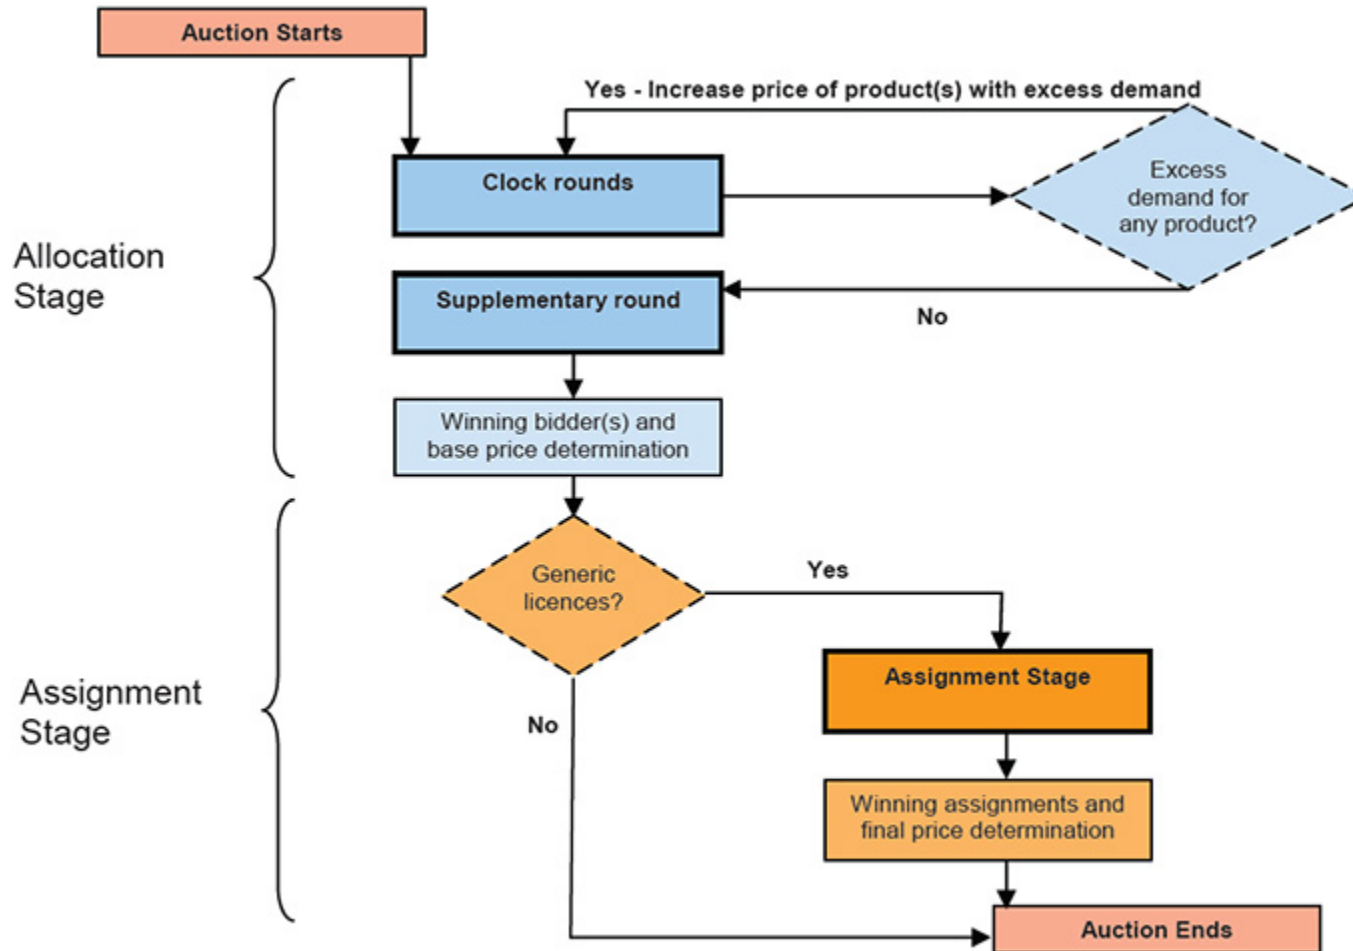 Auction Starts
Yes - Increase price of product(s) with excess demand
Clock rounds
Excess
demand for
any product?
Allocation
Stage
Supplementary round
No
Winning bidder(s) and
base price determination
Generic
licences?
Yes
Assignment Stage
Assignment
Stage
No
Winning assignments and
final price determination
Auction Ends